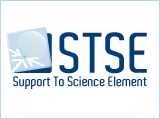 STSE
Support To Science Element